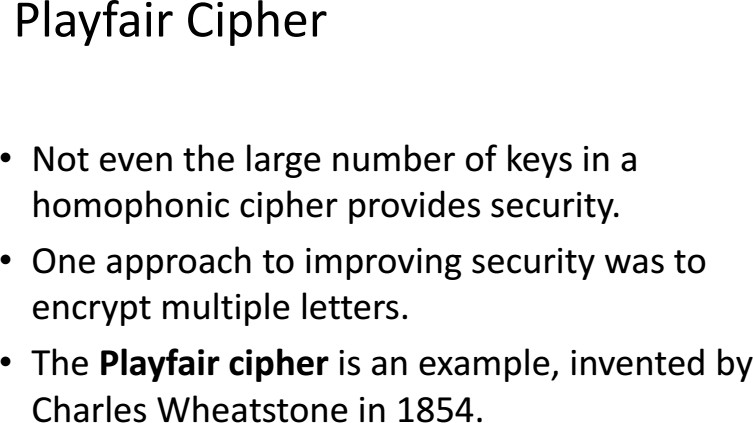 Playfair Cipher
• Not even the large number of keys in a
homophonic cipher provides security.
• One approach to improving security was to
encrypt multiple letters.
• The Playfair cipher is an example, invented by
Charles Wheatstone in 1854.